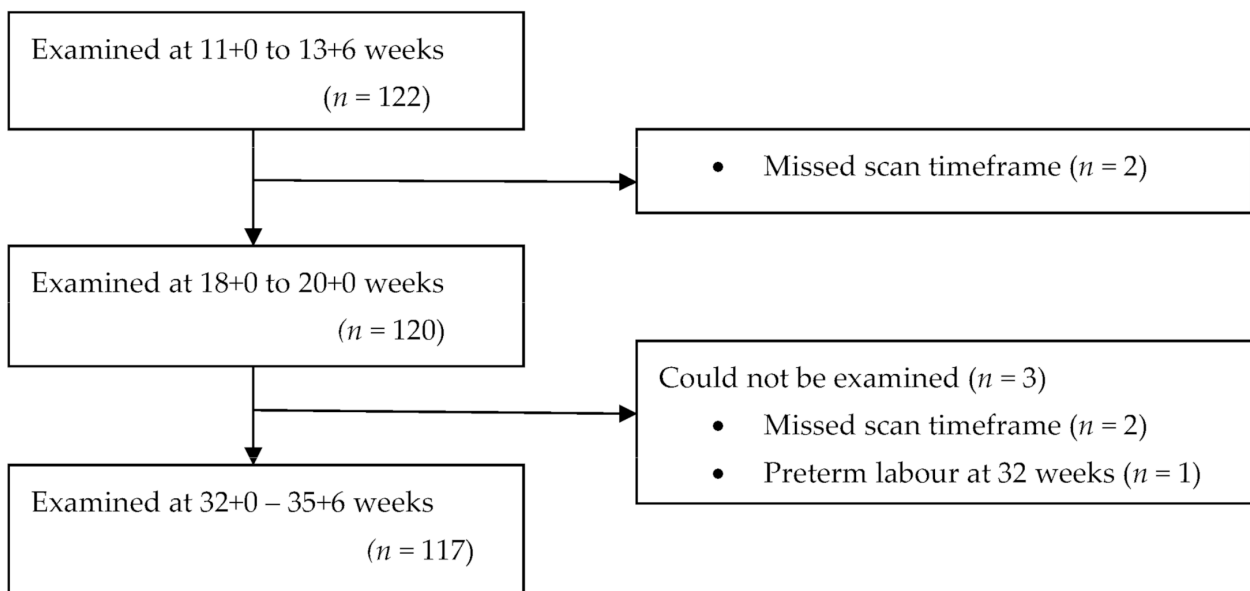 Examined at 11+0 to 13+6 weeks
(n = 122)
• Missed scan timeframe (n = 2)
Examined at 18+0 to 20+0 weeks
(n = 120)
Could not be examined (n = 3)
• Missed scan timeframe (n = 2)
• Preterm labour at 32 weeks (n = 1)
Examined at 32+0 – 35+6 weeks
(n = 117)